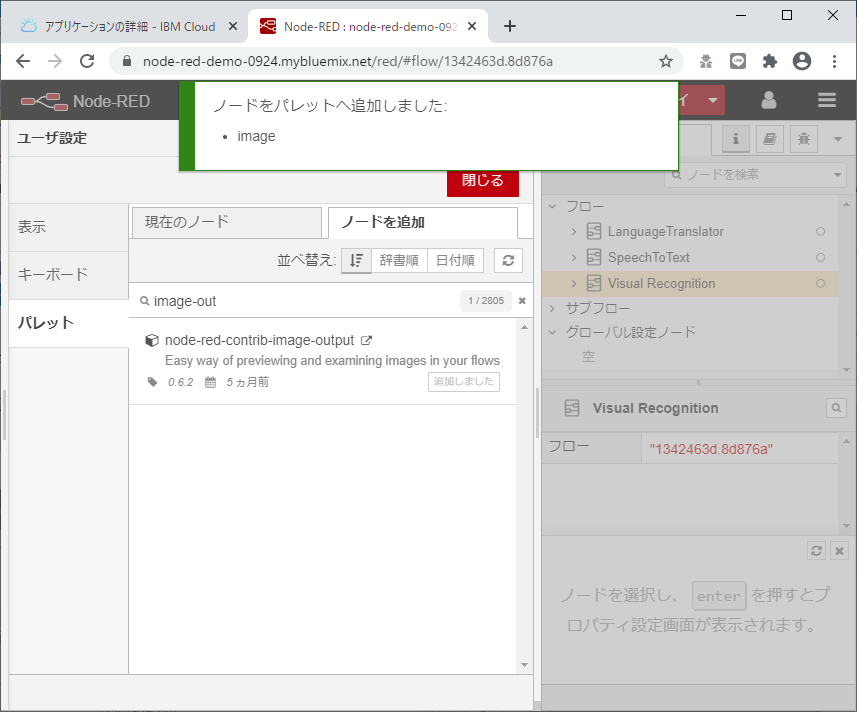 アプリケーションの詳細 - IBM Cloud
Node-RED : node-red-demo-092
node-red-demo-0924.mybluemix.net/red/#flow/1342463d.8d876a
Node-RED
ノードをパレットへ追加しました:
image
イ
ユーザ設定
閉じる
表示
キーボード
パレット
現在のノード
ノードを追加
並べ替え:
辞書順
日付順
image-out
1 / 2805
node-red-contrib-image-output
Easy way of previewing and examining images in your flows
0.6.2
5 ヵ月前
追加しました
i
ノードを検索
フロー
LanguageTranslator
SpeechToText
Visual Recognition
サブフロー
グローバル設定ノード
空
Visual Recognition
フロー
"1342463d.8d876a"
ノードを選択し、 enter を押すとプ
ロパティ設定画面が表示されます。